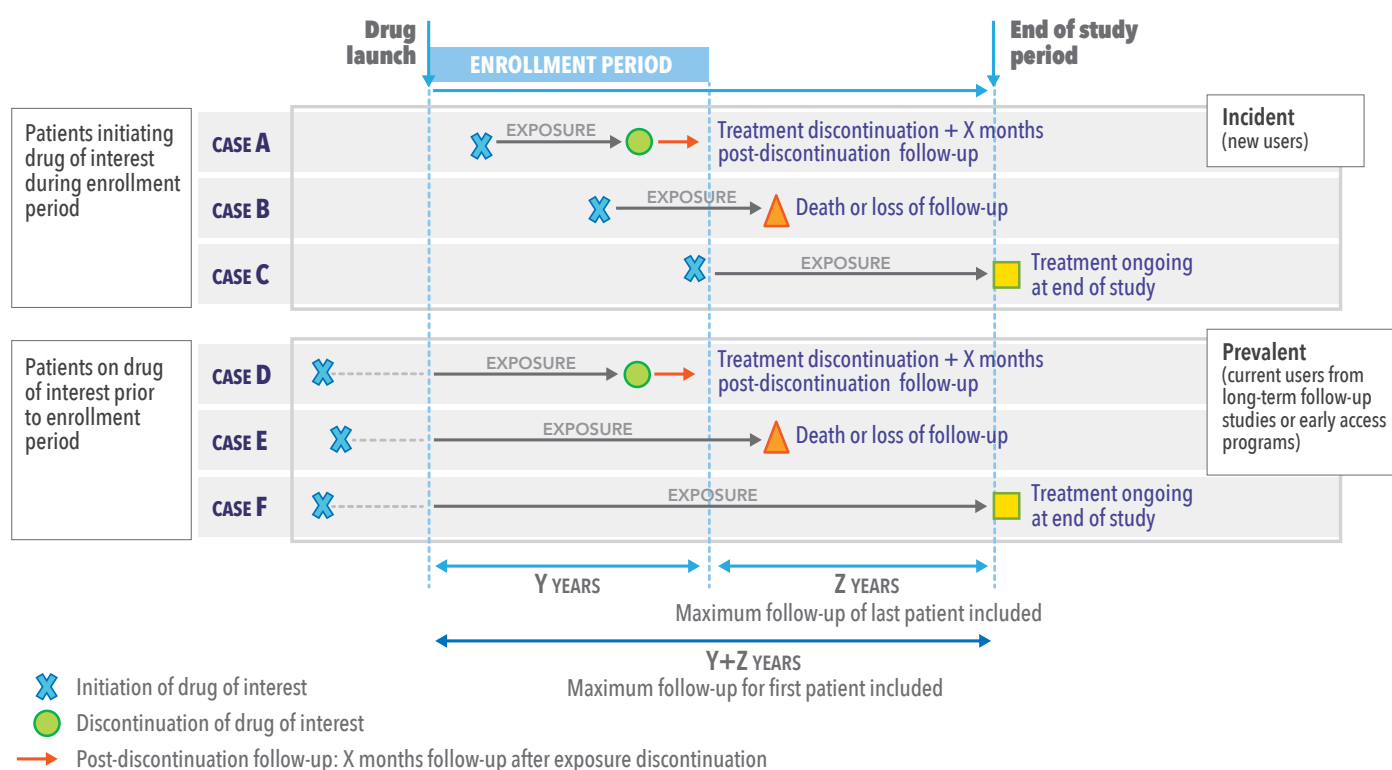 Drug
launch
End of study
period
ENROLLMENT PERIOD
Patients initiating
drug of interest
during enrollment
period
CASE A
EXPOSURE
Treatment discontinuation + X months
post-discontinuation follow-up
Incident
(new users)
CASE B
EXPOSURE
Death or loss of follow-up
CASE C
EXPOSURE
Treatment ongoing
at end of study
Patients on drug
of interest prior
to enrollment
period
CASE D
EXPOSURE
Treatment discontinuation + X months
post-discontinuation follow-up
Prevalent
(current users from
long-term follow-up
studies or early access
programs)
CASE E
EXPOSURE
Death or loss of follow-up
CASE F
EXPOSURE
Treatment ongoing
at end of study
Y YEARS
Z YEARS
Maximum follow-up of last patient included
Y+Z YEARS
Maximum follow-up for first patient included
Initiation of drug of interest
Discontinuation of drug of interest
Post-discontinuation follow-up: X months follow-up after exposure discontinuation